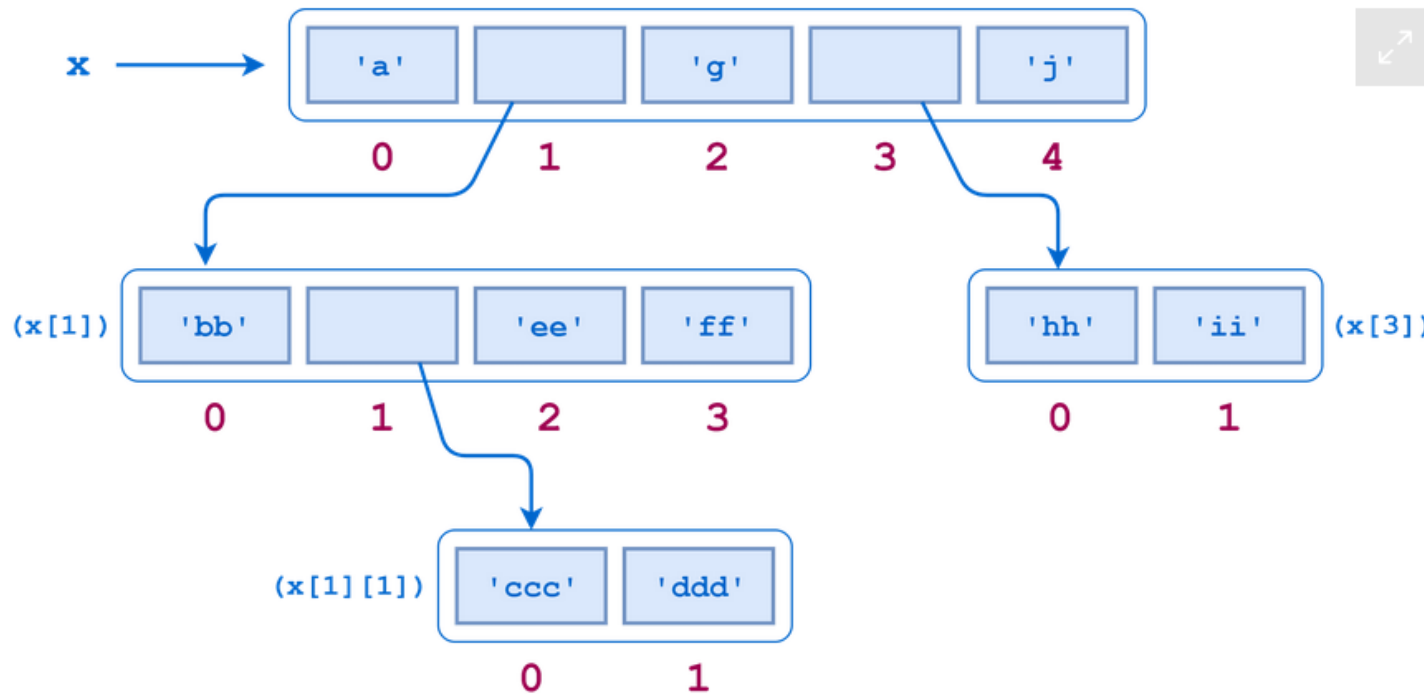 x 'a' 'g' 'j'
0 1 2 3 4
(x[1]) 'bb' 'ee' 'ff' 'hh' 'ii' (x[3])
0 1 2 3 0 1
(x[1][1]) 'ccc' 'ddd'
0 1